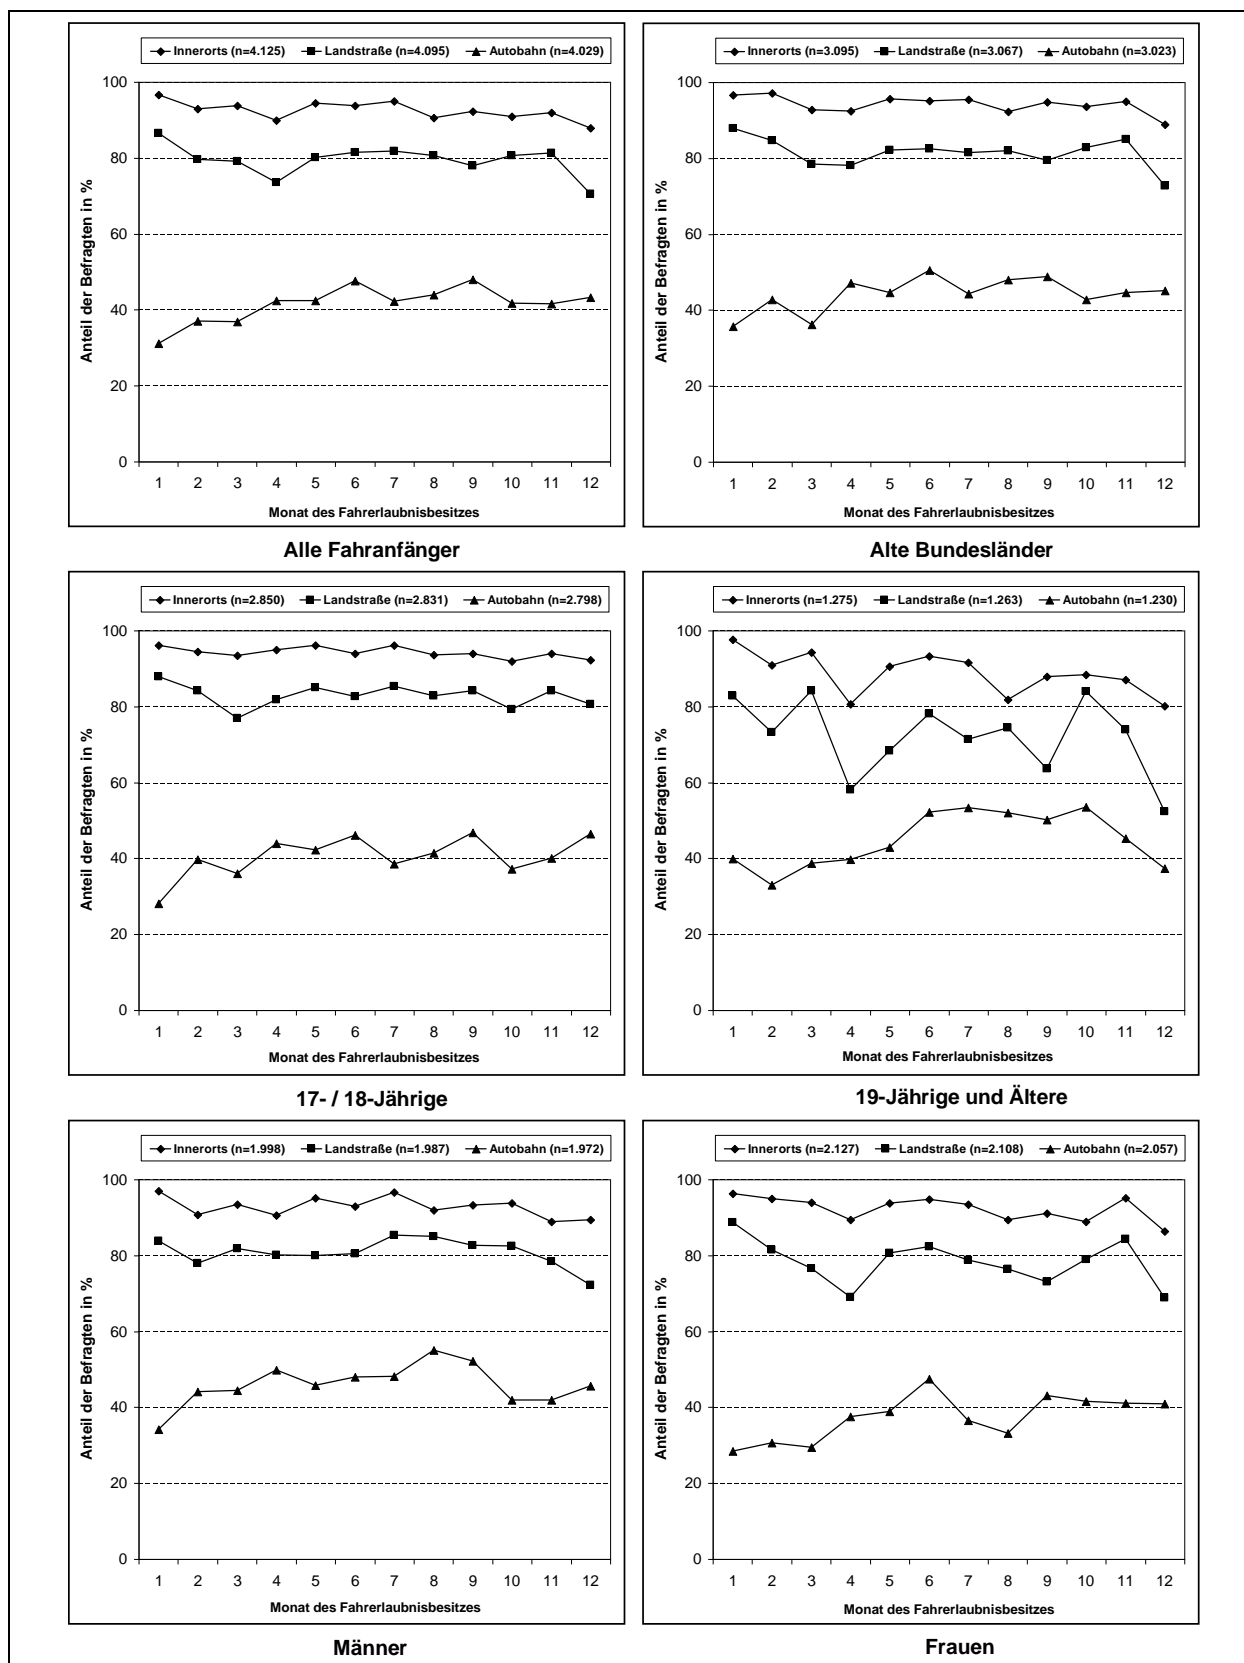 Innerorts (n=4.125) Landstraße (n=4.095) Autobahn (n=4.029)
Anteil der Befragten in %
100
80
60
40
20
0
1 2 3 4 5 6 7 8 9 10 11 12
Monat des Fahrerlaubnisbesitzes
Alle Fahranfänger
Innerorts (n=3.095) Landstraße (n=3.067) Autobahn (n=3.023)
Anteil der Befragten in %
100
80
60
40
20
0
1 2 3 4 5 6 7 8 9 10 11 12
Monat des Fahrerlaubnisbesitzes
Alte Bundesländer
Innerorts (n=2.850) Landstraße (n=2.831) Autobahn (n=2.798)
Anteil der Befragten in %
100
80
60
40
20
0
1 2 3 4 5 6 7 8 9 10 11 12
Monat des Fahrerlaubnisbesitzes
17- / 18-Jährige
Innerorts (n=1.275) Landstraße (n=1.263) Autobahn (n=1.230)
Anteil der Befragten in %
100
80
60
40
20
0
1 2 3 4 5 6 7 8 9 10 11 12
Monat des Fahrerlaubnisbesitzes
19-Jährige und Ältere
Innerorts (n=1.998) Landstraße (n=1.987) Autobahn (n=1.972)
Anteil der Befragten in %
100
80
60
40
20
0
1 2 3 4 5 6 7 8 9 10 11 12
Monat des Fahrerlaubnisbesitzes
Männer
Innerorts (n=2.127) Landstraße (n=2.108) Autobahn (n=2.057)
Anteil der Befragten in %
100
80
60
40
20
0
1 2 3 4 5 6 7 8 9 10 11 12
Monat des Fahrerlaubnisbesitzes
Frauen